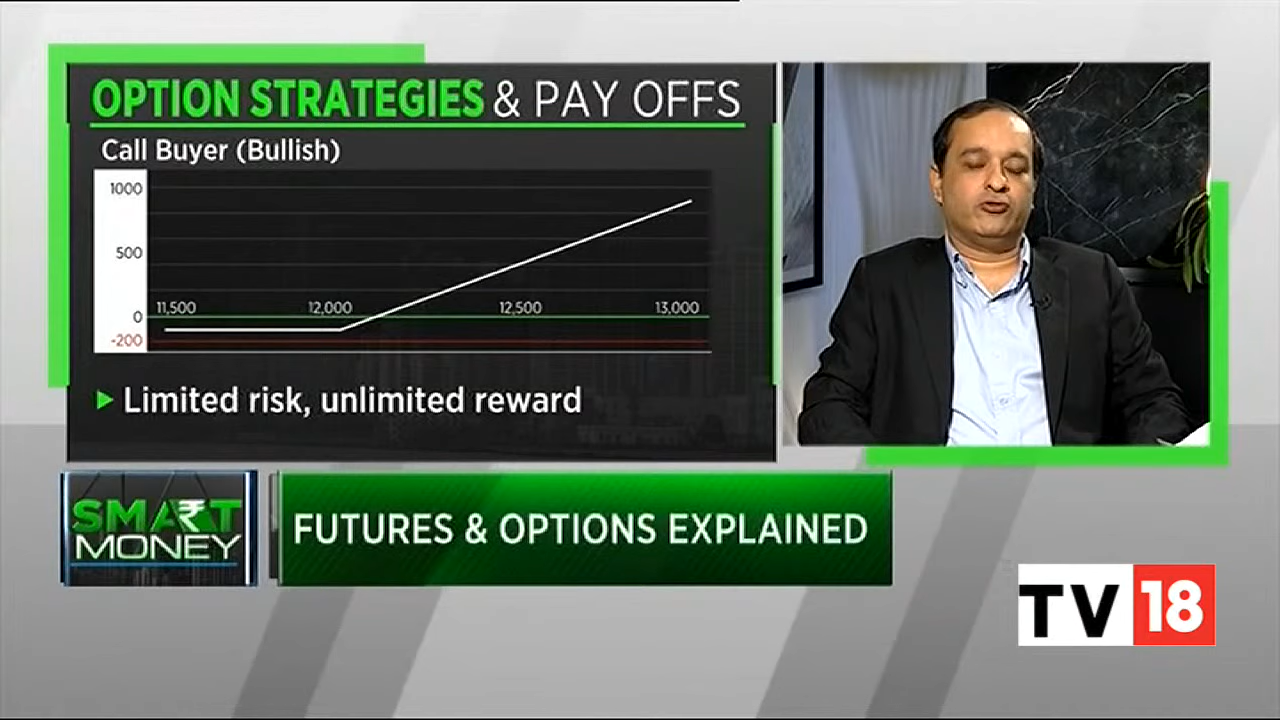 OPTION STRATEGIES & PAY OFFS
Call Buyer (Bullish)
1000
500
0
-200
11,500
12,000
12,500
13,000
Limited risk, unlimited reward
SMART
MONEY
FUTURES & OPTIONS EXPLAINED
TV18